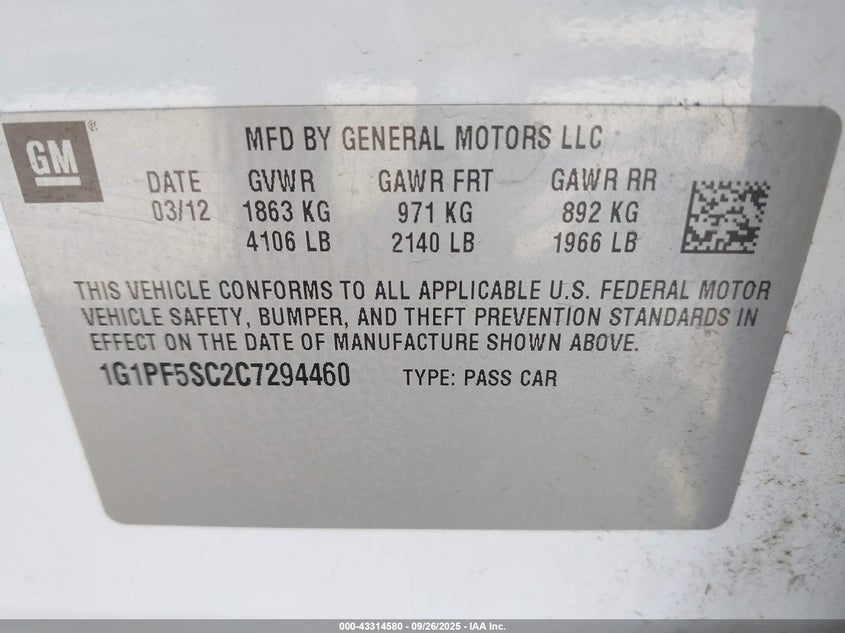 GM®
MFD BY GENERAL MOTORS LLC
DATE GVWR GAWR FRT GAWR RR
03/12 1863 KG 971 KG 892 KG
4106 LB 2140 LB 1966 LB
THIS VEHICLE CONFORMS TO ALL APPLICABLE U.S. FEDERAL MOTOR
VEHICLE SAFETY, BUMPER, AND THEFT PREVENTION STANDARDS IN
EFFECT ON THE DATE OF MANUFACTURE SHOWN ABOVE.
1G1PF5SC2C7294460 TYPE: PASS CAR
000-43314580 - 09/26/2025 - IAA Inc.